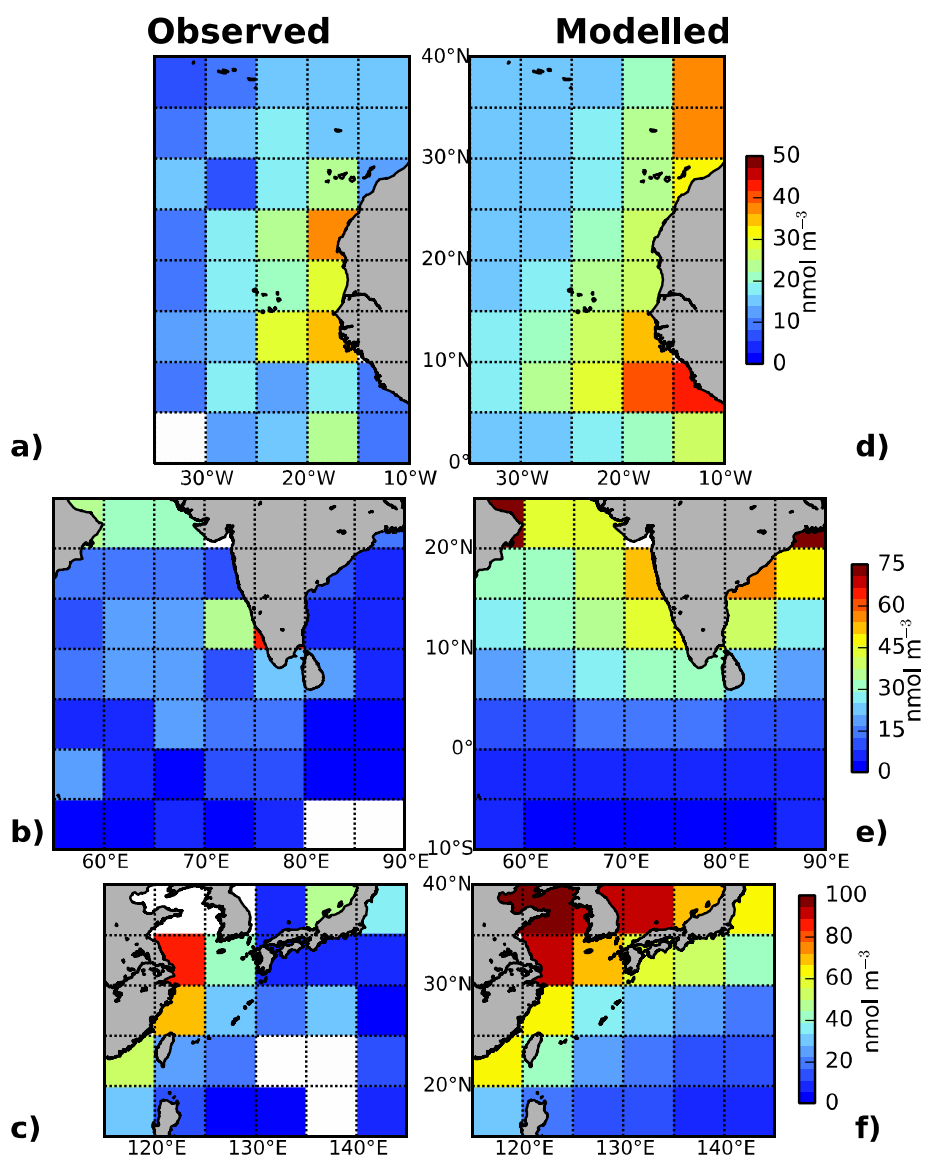 Observed Modelled
40°N
30°N
20°N
10°N
0°
a)
d)
30°W 20°W 10°W 30°W 20°W 10°W
50
40
30
20
10
0
nmol m⁻³
20°N
10°N
0°
10°S
b)
e)
60°E 70°E 80°E 90°E 60°E 70°E 80°E 90°E
75
60
45
30
15
0
nmol m⁻³
40°N
30°N
20°N
c)
f)
120°E 130°E 140°E 120°E 130°E 140°E
100
80
60
40
20
0
nmol m⁻³